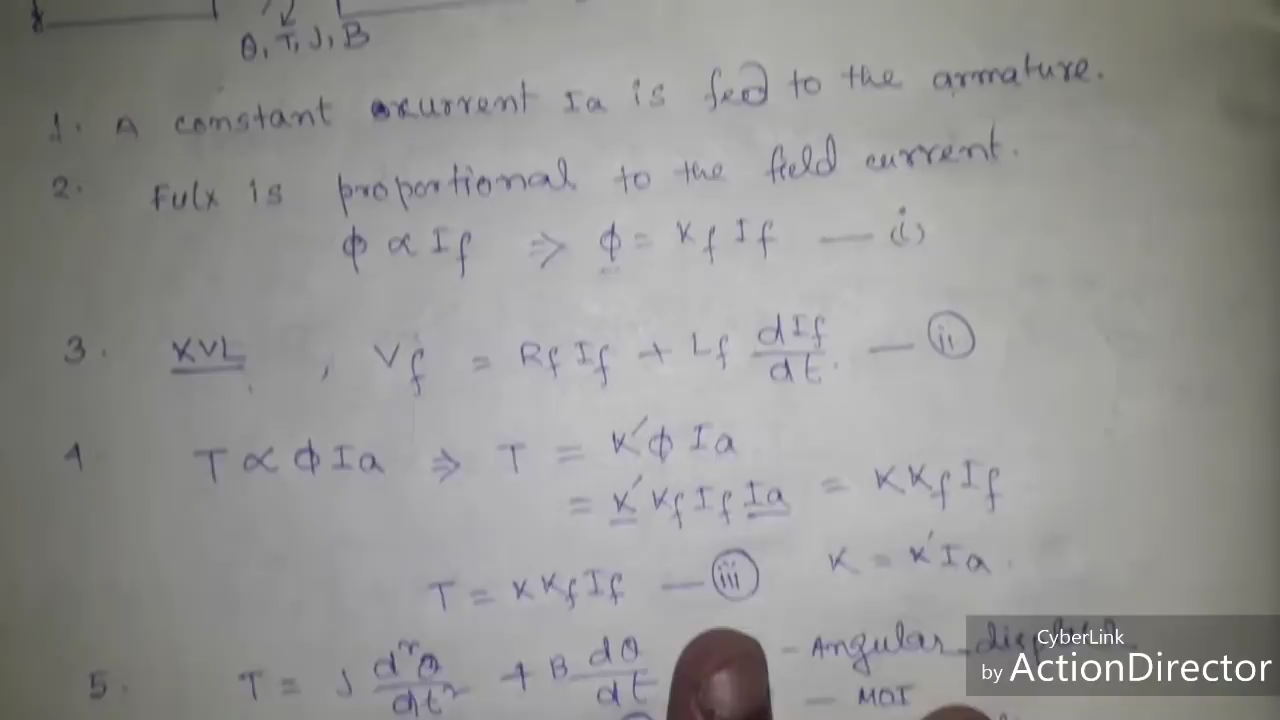 θ, T, J, B
1. A constant current Ia is fed to the armature.
2. Fulx is proportional to the field current.
ϕ ∝ If ⇒ ϕ = Kf If — (i)
3. KVL, Vf = Rf If + Lf dIf/dt — (ii)
4 T ∝ ϕ Ia ⇒ T = K′ϕ Ia
= K′ Kf If Ia = K Kf If
T = K Kf If — (iii) K = K′Ia.
5. T = J d²θ/dt² + B dθ/dt – Angular
– MOI
CyberLink
by ActionDirector